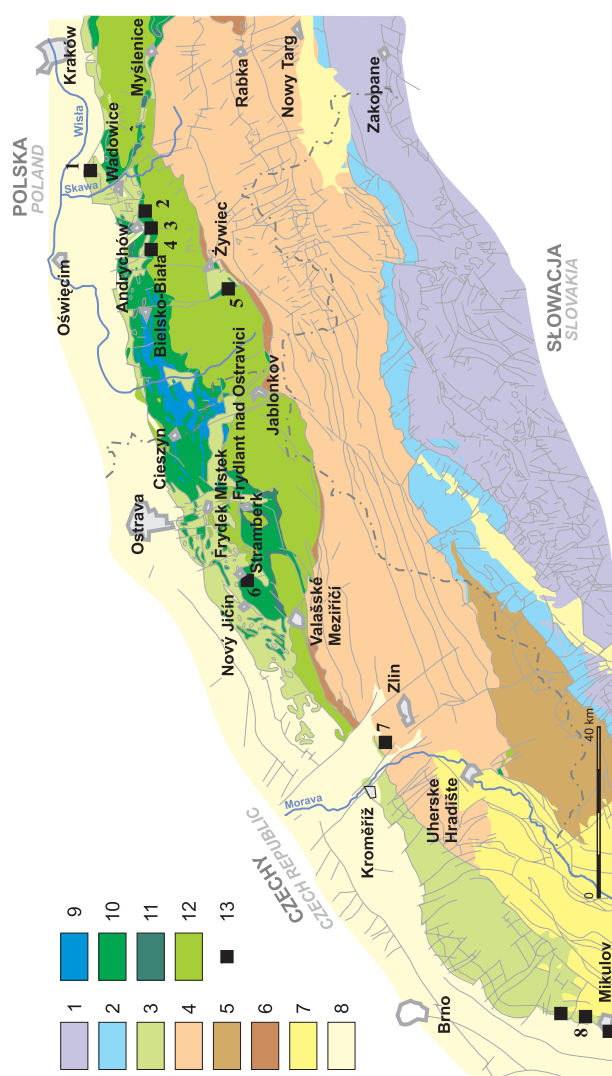 POLSKA
POLAND
Kraków
Wisła
Skawa
1
Wadowice
Myślenice
Rabka
Nowy Targ
Zakopane
Oświęcim
Andrychów
2
3
4
Bielsko-Biała
Żywiec
5
SŁOWACJA
SLOVAKIA
Cieszyn
Jablonkov
Ostrava
Frydek Mistek
Frydlant nad Ostravici
Stramberk
6
Nový Jičín
Valašské
Meziříčí
Zlin
7
Morava
Kroměříž
CZECHY
CZECH REPUBLIC
Uherske
Hradište
Brno
8
Mikulov
0
40 km
1
2
3
4
5
6
7
8
9
10
11
12
13